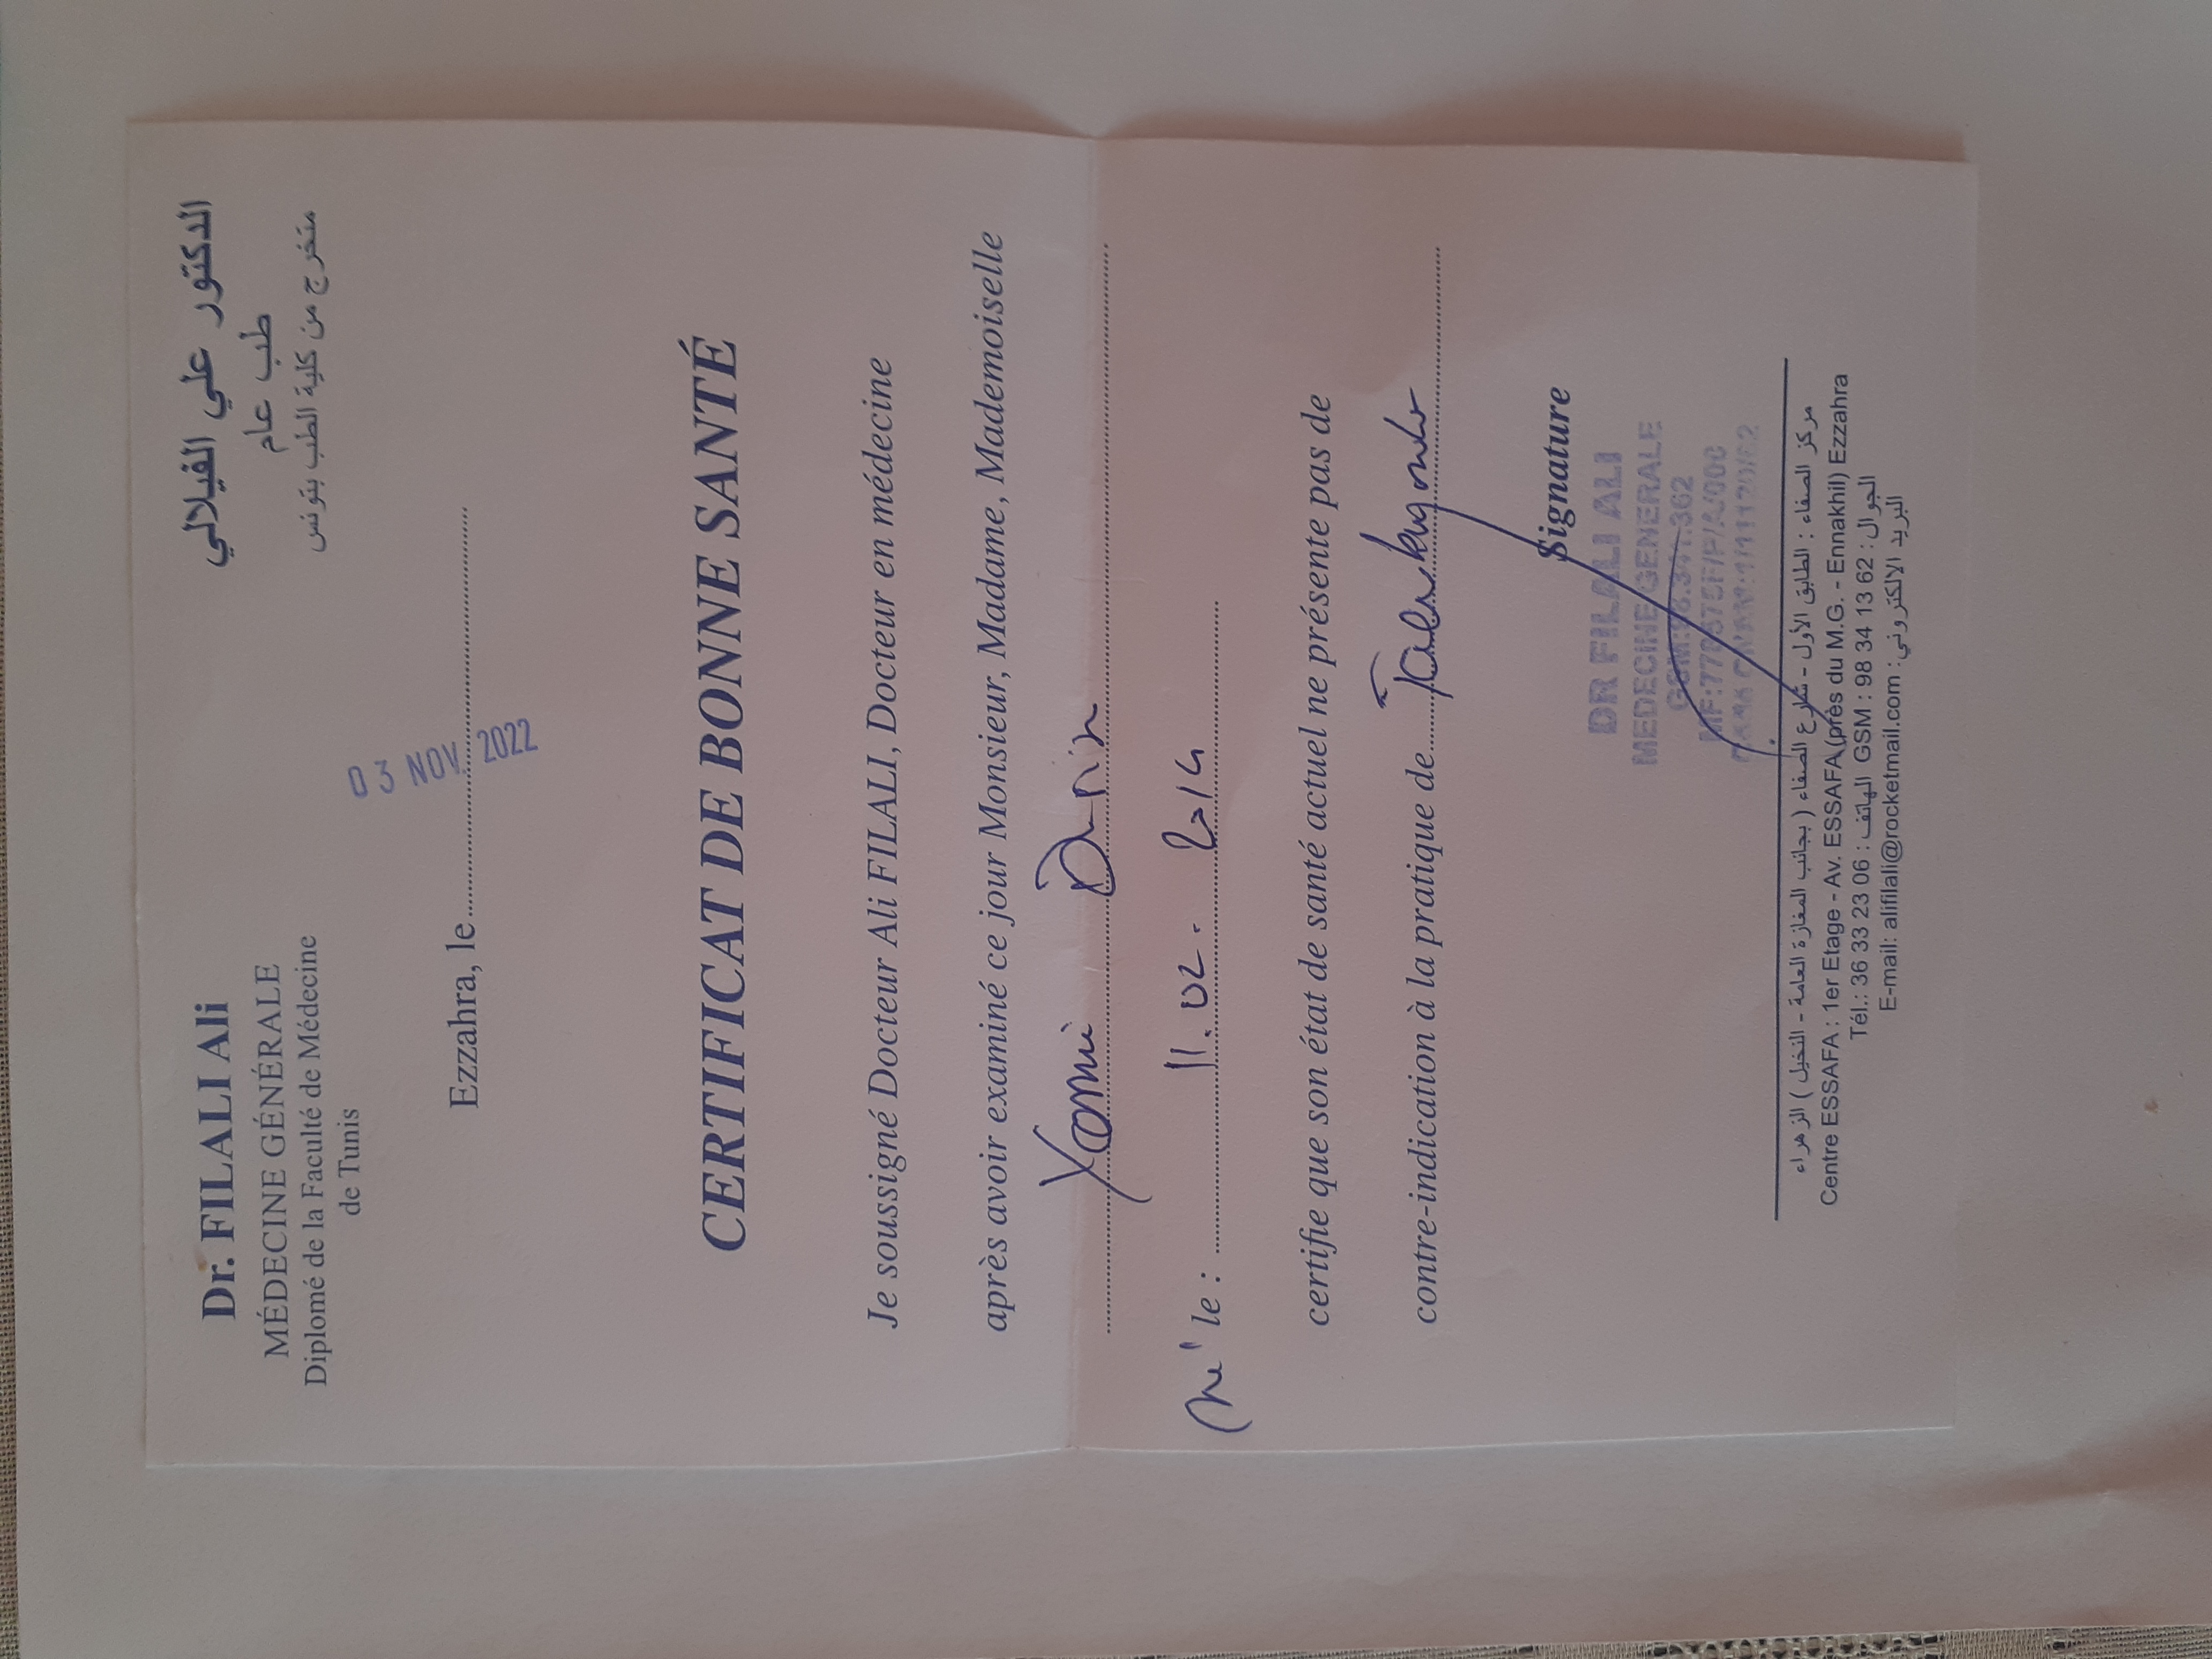 Dr. FILALI Ali
MÉDECINE GÉNÉRALE
Diplomé de la Faculté de Médecine
de Tunis
الدكتور علي الفيلالي
طب عام
متخرج من كلية الطب بتونس
Ezzahra, le
03 NOV. 2022
CERTIFICAT DE BONNE SANTÉ
Je soussigné Docteur Ali FILALI, Docteur en médecine
après avoir examiné ce jour Monsieur, Madame, Mademoiselle
né le : 11.02.2014
certifie que son état de santé actuel ne présente pas de
contre-indication à la pratique de
Signature
DR FILALI ALI
MEDECINE GENERALE
GSM:98.341.362
مركز الصفاء : الطابق الأول - شارع الصفاء ( بجانب المغازة العامة - النخيل ) الزهراء
Centre ESSAFA : 1er Etage - Av. ESSAFA (près du M.G. - Ennakhil) Ezzahra
Tél.: 36 33 23 06 : الهاتف GSM : 98 34 13 62 : الجوال
E-mail: alifilali@rocketmail.com : البريد الالكتروني